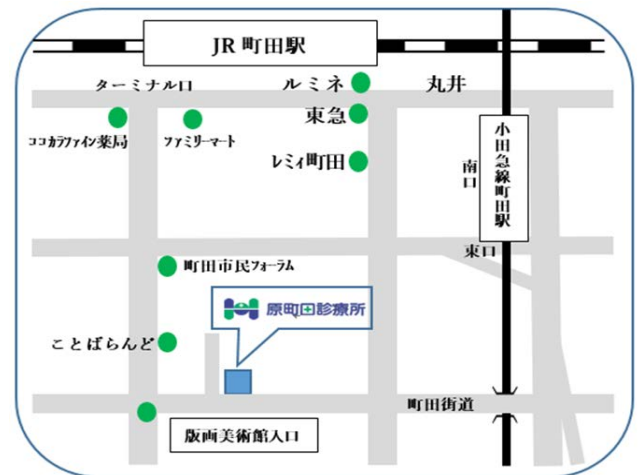 JR 町田駅
ターミナル口
ルミネ
丸井
東急
ココカラファイン薬局
ファミリーマート
レミィ町田
小田急線町田駅
南口
東口
町田市民フォーラム
原町田診療所
ことばらんど
町田街道
版画美術館入口